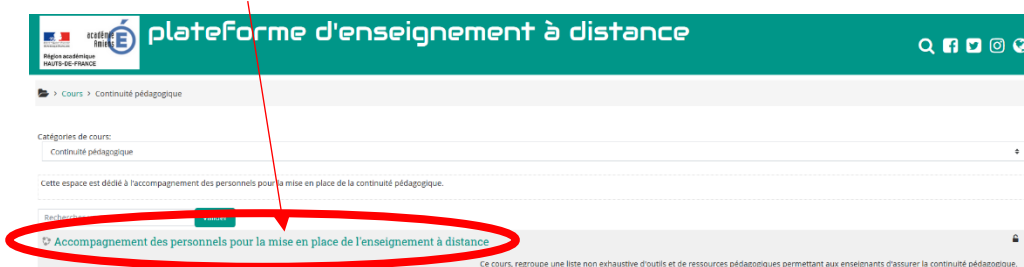 plateforme d'enseignement à distance
académie
Amiens
Région académique
HAUTS-DE-FRANCE
> Cours > Continuité pédagogique
Catégories de cours:
Continuité pédagogique
Cette espace est dédié à l'accompagnement des personnels pour la mise en place de la continuité pédagogique.
Accompagnement des personnels pour la mise en place de l'enseignement à distance
Ce cours, regroupe une liste non exhaustive d'outils et de ressources pédagogiques permettant aux enseignants d'assurer la continuité pédagogique.